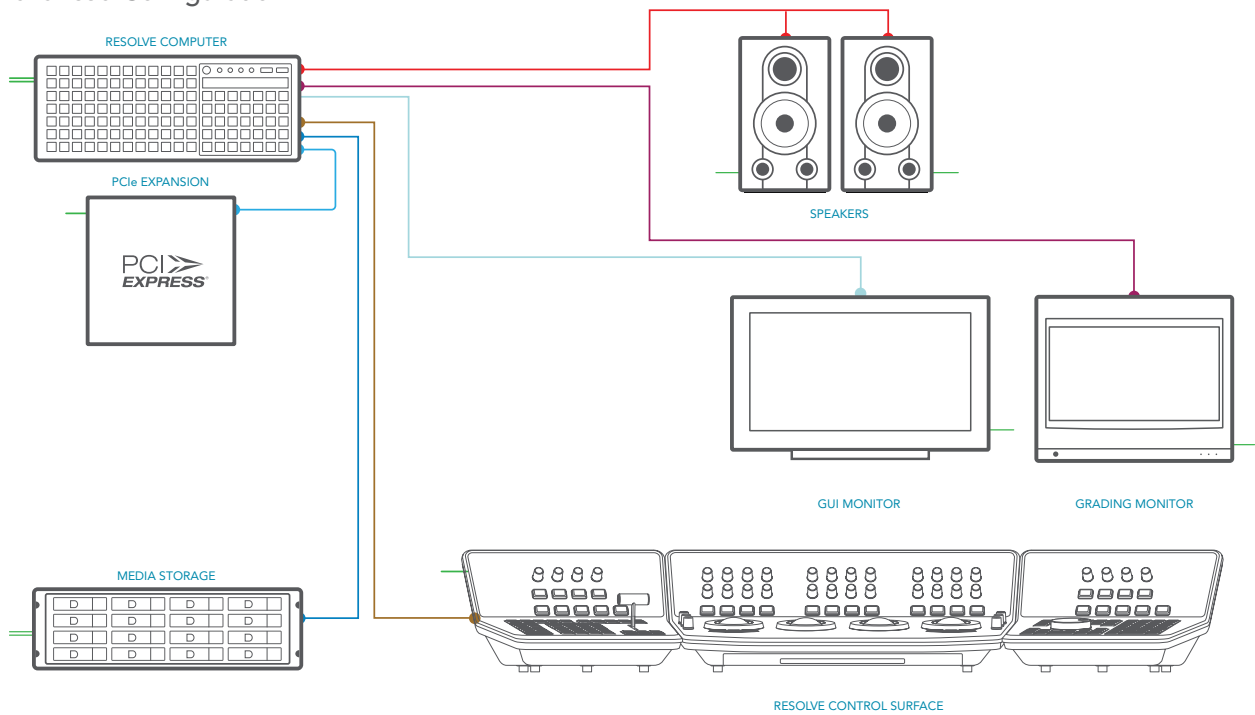 RESOLVE COMPUTER
PCIe EXPANSION
PCI
EXPRESS®
SPEAKERS
GUI MONITOR
GRADING MONITOR
MEDIA STORAGE
RESOLVE CONTROL SURFACE